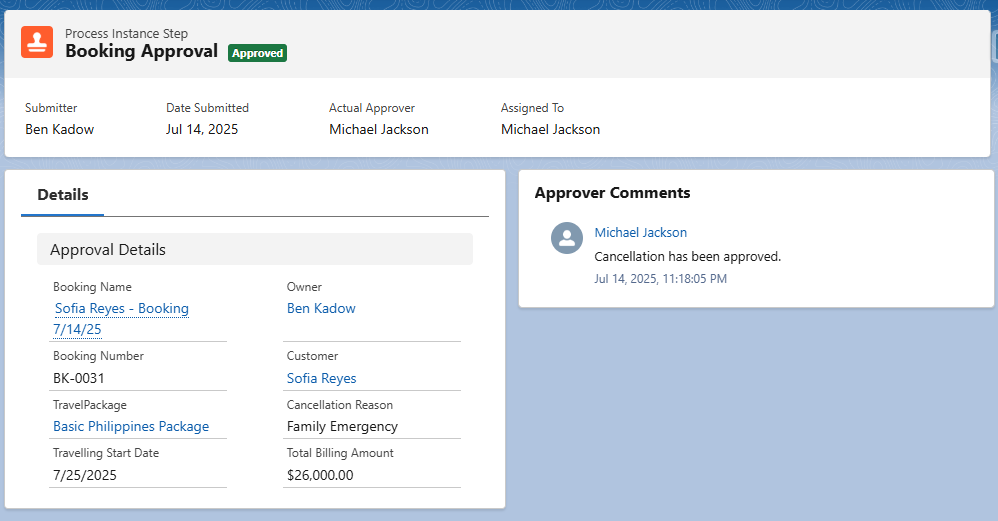 Process Instance Step
Booking Approval Approved
Submitter Date Submitted Actual Approver Assigned To
Ben Kadow Jul 14, 2025 Michael Jackson Michael Jackson
Details
Approval Details
Booking Name Owner
Sofia Reyes - Booking Ben Kadow
7/14/25
Booking Number Customer
BK-0031 Sofia Reyes
TravelPackage Cancellation Reason
Basic Philippines Package Family Emergency
Travelling Start Date Total Billing Amount
7/25/2025 $26,000.00
Approver Comments
Michael Jackson
Cancellation has been approved.
Jul 14, 2025, 11:18:05 PM